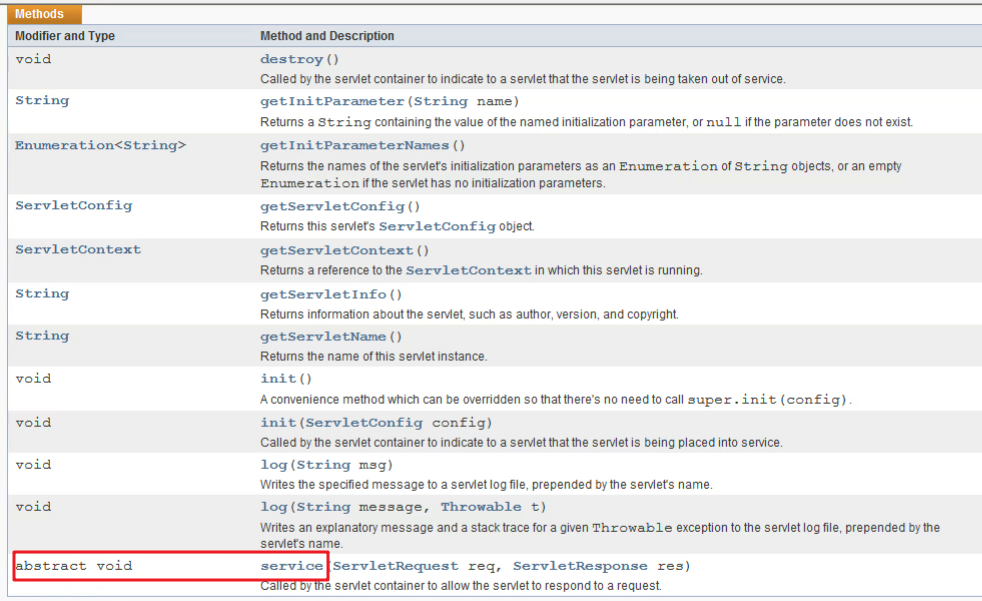 Methods
Modifier and Type Method and Description
void destroy()
Called by the servlet container to indicate to a servlet that the servlet is being taken out of service.
String getInitParameter(String name)
Returns a String containing the value of the named initialization parameter, or null if the parameter does not exist.
Enumeration<String> getInitParameterNames()
Returns the names of the servlet's initialization parameters as an Enumeration of String objects, or an empty
Enumeration if the servlet has no initialization parameters.
ServletConfig getServletConfig()
Returns this servlet's ServletConfig object.
ServletContext getServletContext()
Returns a reference to the ServletContext in which this servlet is running.
String getServletInfo()
Returns information about the servlet, such as author, version, and copyright.
String getServletName()
Returns the name of this servlet instance.
void init()
A convenience method which can be overridden so that there's no need to call super.init(config).
void init(ServletConfig config)
Called by the servlet container to indicate to a servlet that the servlet is being placed into service.
void log(String msg)
Writes the specified message to a servlet log file, prepended by the servlet's name.
void log(String message, Throwable t)
Writes an explanatory message and a stack trace for a given Throwable exception to the servlet log file, prepended by the
servlet's name.
abstract void service(ServletRequest req, ServletResponse res)
Called by the servlet container to allow the servlet to respond to a request.